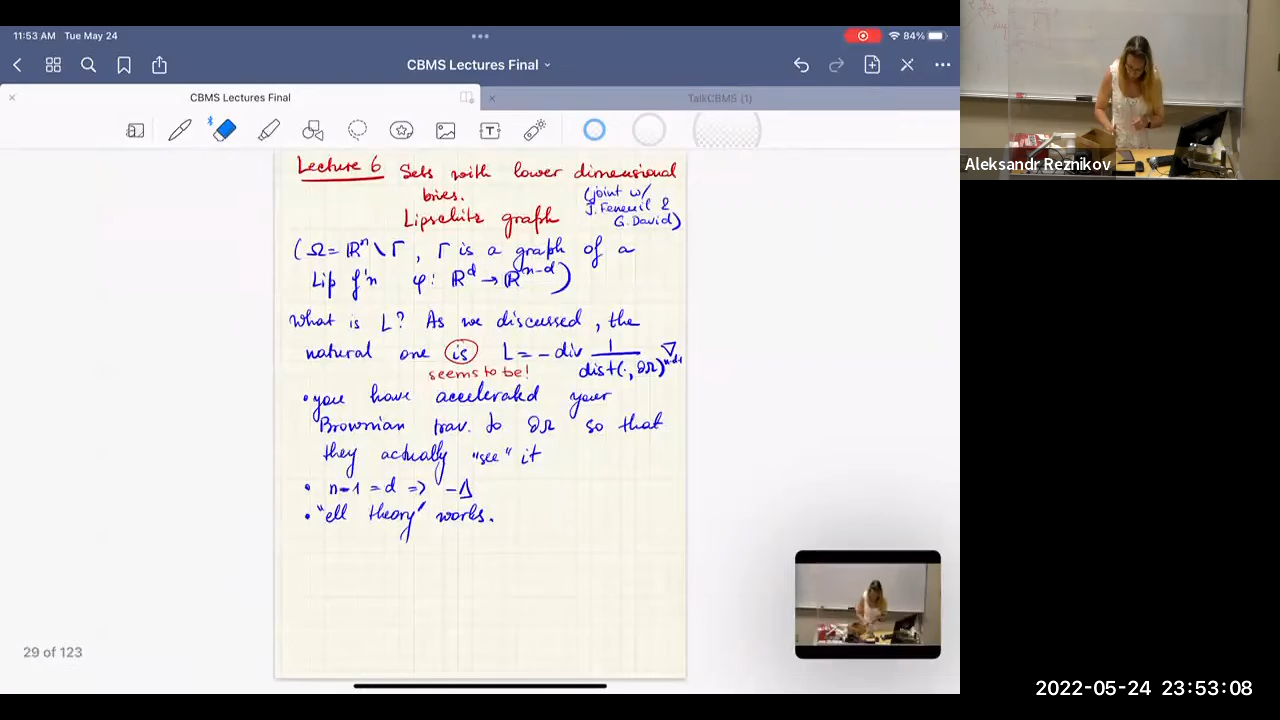 11:53 AM Tue May 24
84%
CBMS Lectures Final
CBMS Lectures Final
TalkCBMS (1)
Lecture 6 Sets with lower dimensional
bries.
(joint w/
J. Feneuil &
G. David)
Lipschitz graph
(Ω = ℝⁿ \ Γ, Γ is a graph of a
Lip f'n φ: ℝᵈ → ℝⁿ⁻ᵈ)
What is L? As we discussed, the
natural one is L = - div 1/dist(·, ∂Ω)ⁿ⁻ᵈ⁻¹ ∇
seems to be!
• you have accelerated your
Brownian trav. to ∂Ω so that
they actually "see" it
• n-1 = d => -Δ
• "ell theory" works.
29 of 123
Aleksandr Reznikov
2022-05-24 23:53:08